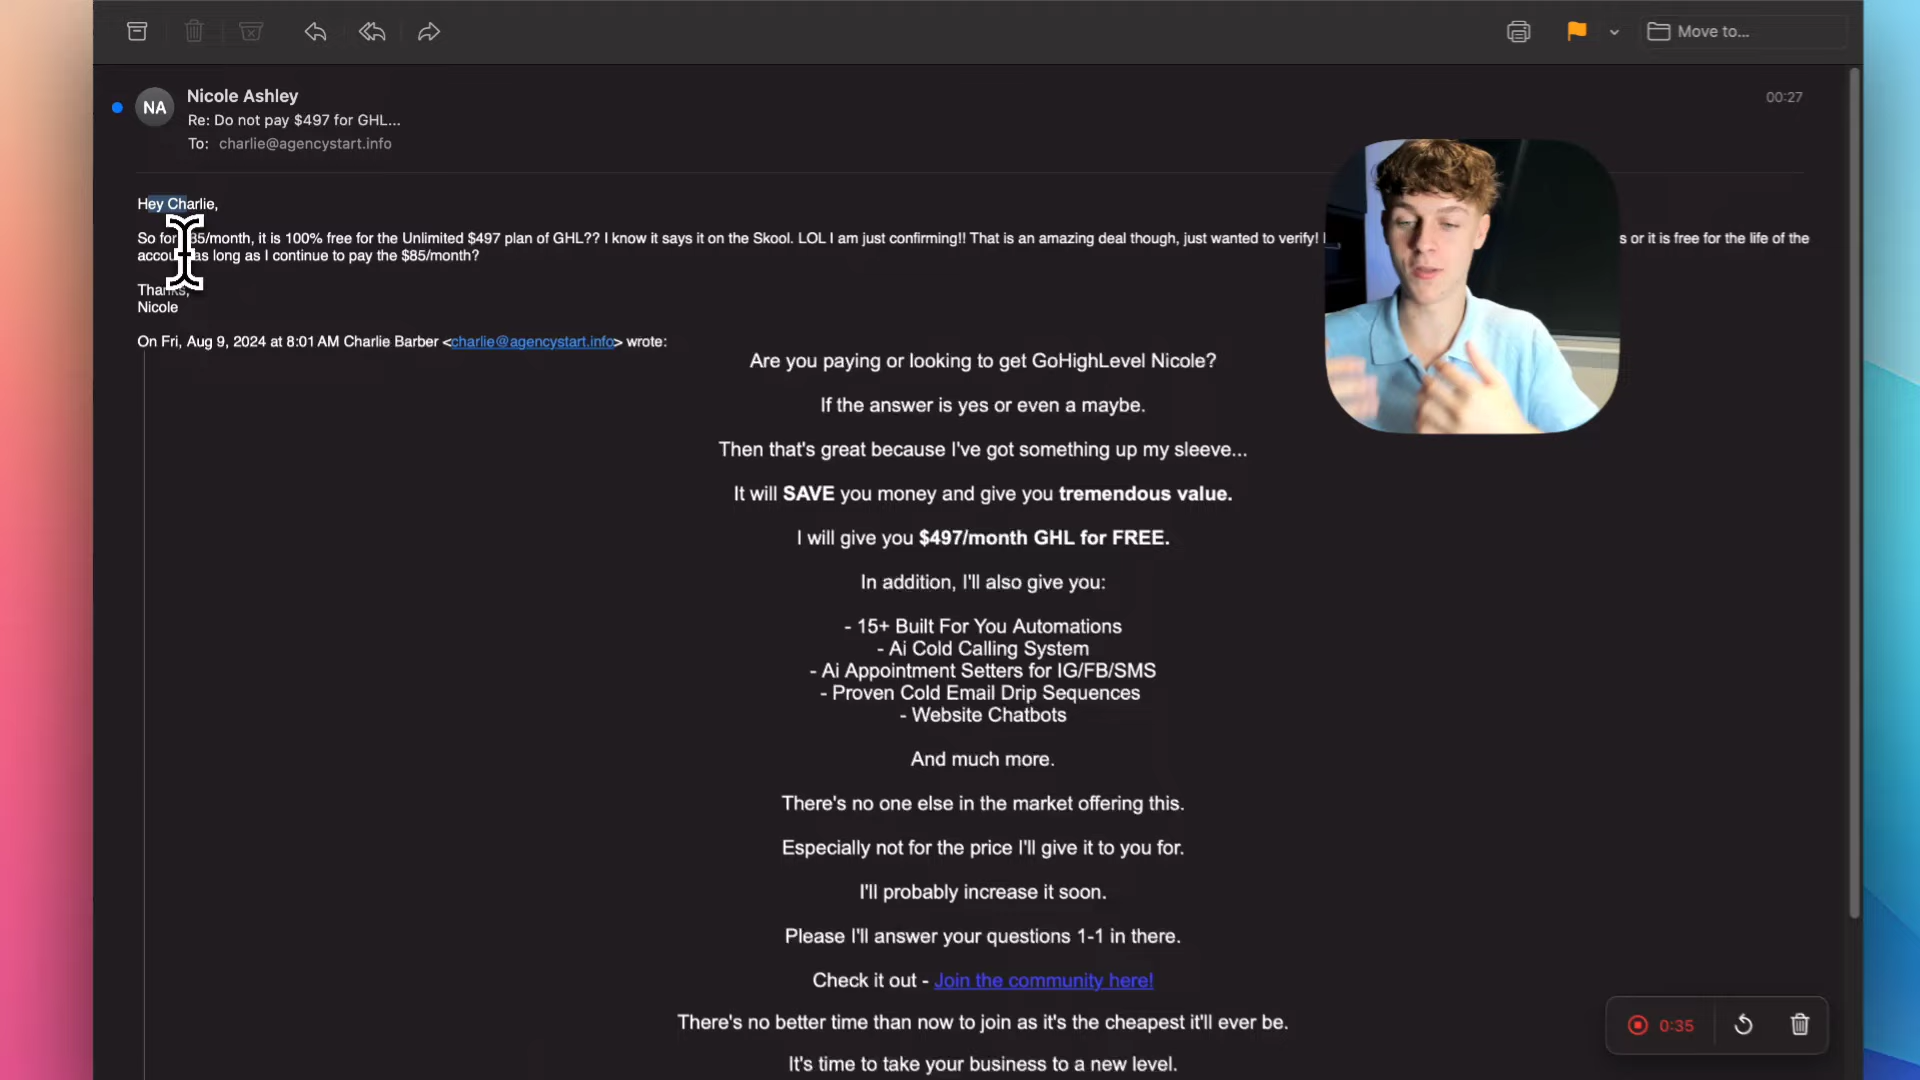 Move to...
NA
Nicole Ashley
00:27
Re: Do not pay $497 for GHL...
To: charlie@agencystart.info
Hey Charlie,
So for 85/month, it is 100% free for the Unlimited $497 plan of GHL?? I know it says it on the Skool. LOL I am just confirming!! That is an amazing deal though, just wanted to verify! s or it is free for the life of the
as long as I continue to pay the $85/month?
Thanks,
Nicole
On Fri, Aug 9, 2024 at 8:01 AM Charlie Barber <charlie@agencystart.info> wrote:
Are you paying or looking to get GoHighLevel Nicole?
If the answer is yes or even a maybe.
Then that's great because I've got something up my sleeve...
It will SAVE you money and give you tremendous value.
I will give you $497/month GHL for FREE.
In addition, I'll also give you:
- 15+ Built For You Automations
- Ai Cold Calling System
- Ai Appointment Setters for IG/FB/SMS
- Proven Cold Email Drip Sequences
- Website Chatbots
And much more.
There's no one else in the market offering this.
Especially not for the price I'll give it to you for.
I'll probably increase it soon.
Please I'll answer your questions 1-1 in there.
Check it out - Join the community here!
There's no better time than now to join as it's the cheapest it'll ever be.
It's time to take your business to a new level.
0:35